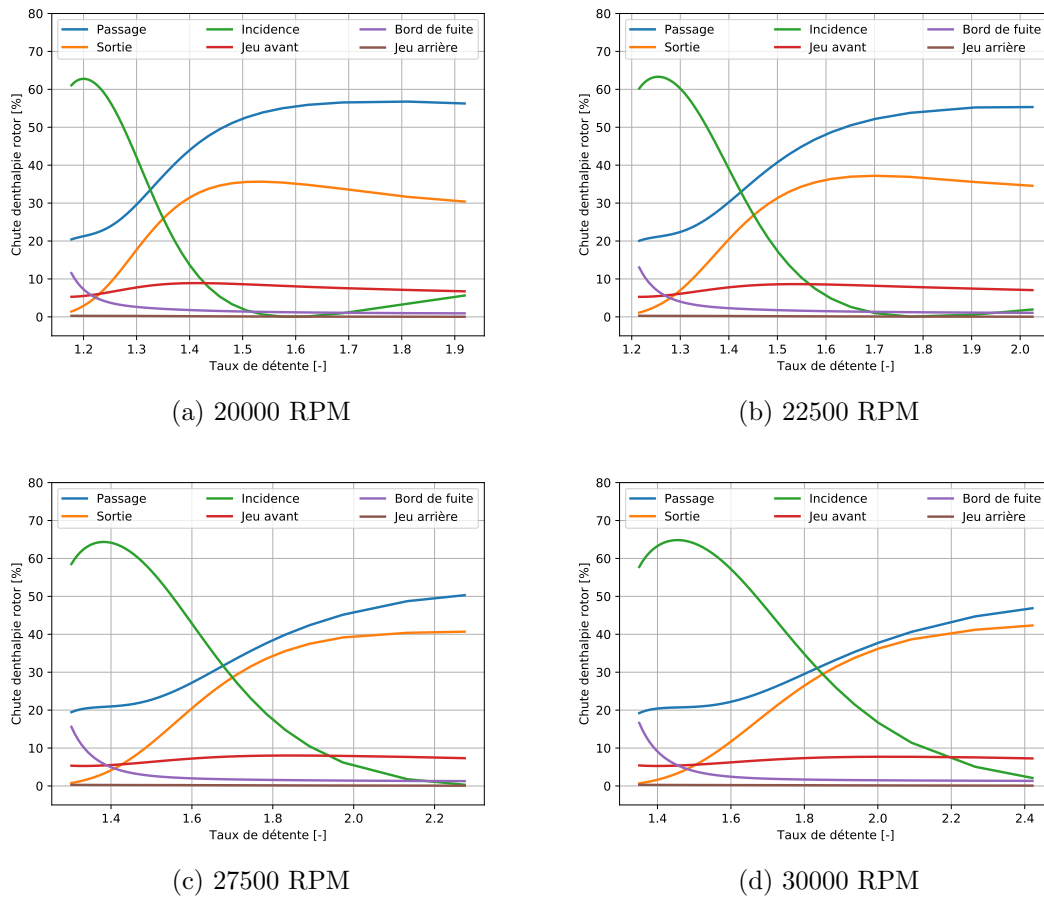 80
70
60
50
40
30
20
10
0
Chute denthalpie rotor [%]
Passage
Sortie
Incidence
Jeu avant
Bord de fuite
Jeu arrière
1.2 1.3 1.4 1.5 1.6 1.7 1.8 1.9
Taux de détente [-]
(a) 20000 RPM
80
70
60
50
40
30
20
10
0
Chute denthalpie rotor [%]
Passage
Sortie
Incidence
Jeu avant
Bord de fuite
Jeu arrière
1.2 1.3 1.4 1.5 1.6 1.7 1.8 1.9 2.0
Taux de détente [-]
(b) 22500 RPM
80
70
60
50
40
30
20
10
0
Chute denthalpie rotor [%]
Passage
Sortie
Incidence
Jeu avant
Bord de fuite
Jeu arrière
1.4 1.6 1.8 2.0 2.2
Taux de détente [-]
(c) 27500 RPM
80
70
60
50
40
30
20
10
0
Chute denthalpie rotor [%]
Passage
Sortie
Incidence
Jeu avant
Bord de fuite
Jeu arrière
1.4 1.6 1.8 2.0 2.2 2.4
Taux de détente [-]
(d) 30000 RPM